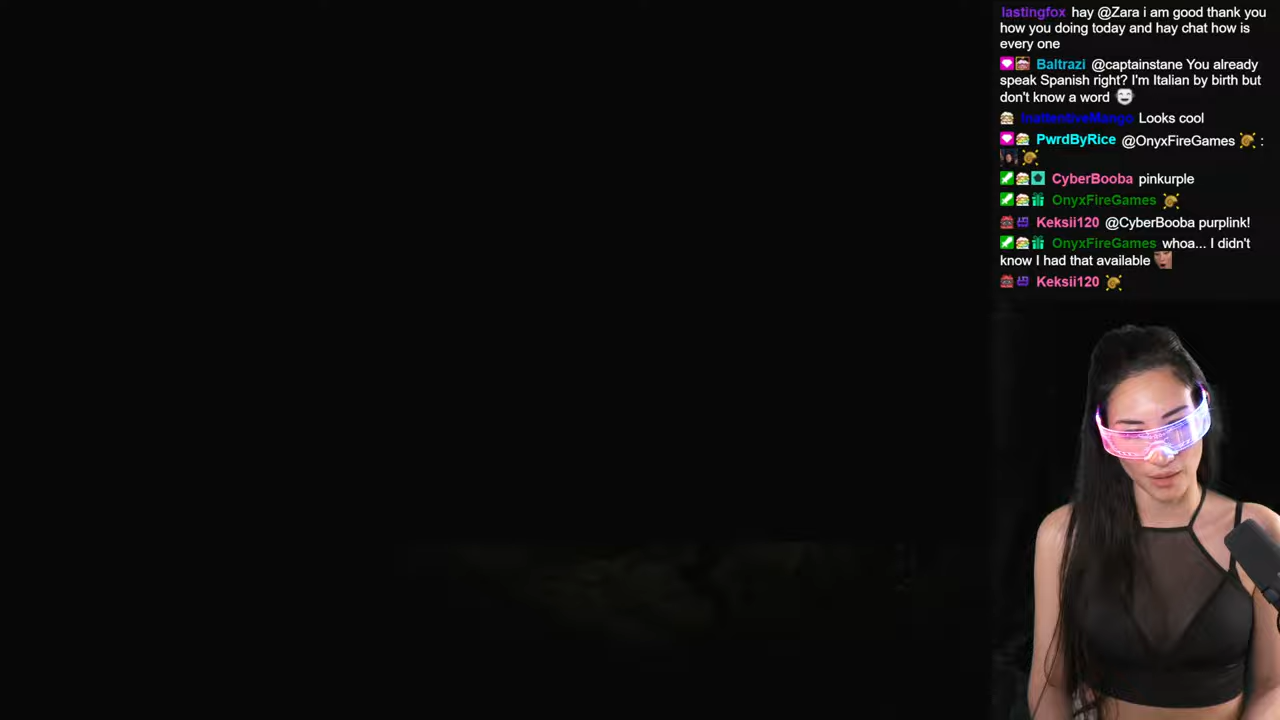 lastingfox hay @Zara i am good thank you
how you doing today and hay chat how is
every one
Baltrazi @captainstane You already
speak Spanish right? I'm Italian by birth but
don't know a word
InattentiveMango Looks cool
PwrdByRice @OnyxFireGames :
CyberBooba pinkurple
OnyxFireGames
Keksii120 @CyberBooba purplink!
OnyxFireGames whoa... I didn't
know I had that available
Keksii120